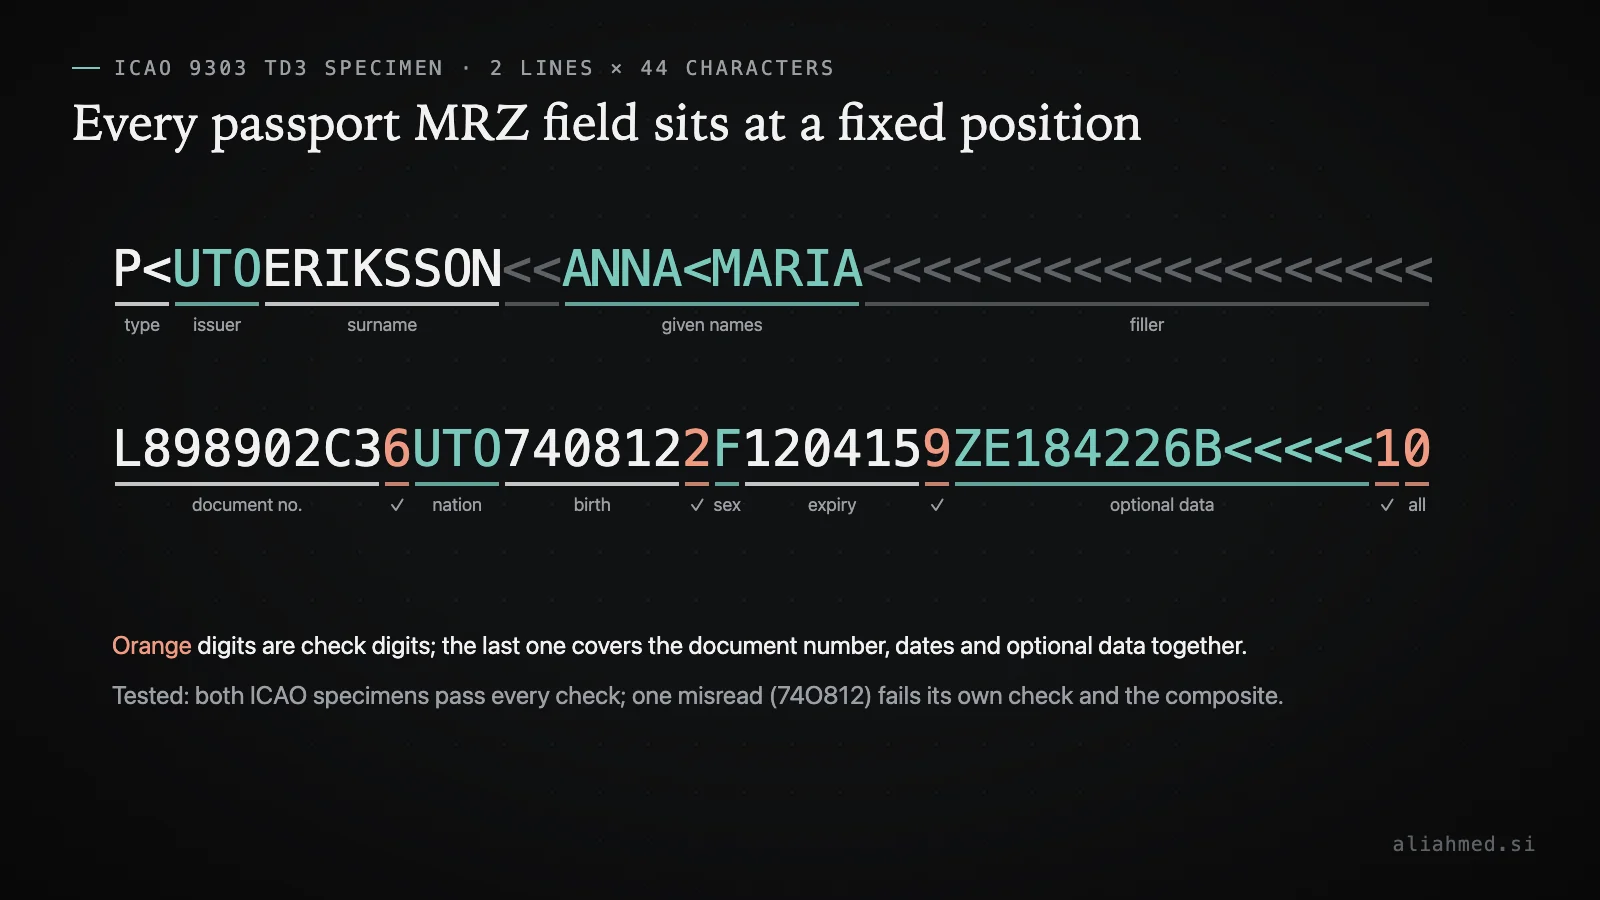 ICAO 9303 TD3 SPECIMEN · 2 LINES × 44 CHARACTERS
Every passport MRZ field sits at a fixed position
P<UTOERIKSSON<<ANNA<MARIA<<<<<<<<<<<<<<<<<<<
type issuer surname given names filler
L898902C36UTO7408122F1204159ZE184226B<<<<<10
document no. ✓ nation birth ✓ sex expiry ✓ optional data ✓ all
Orange digits are check digits; the last one covers the document number, dates and optional data together.
Tested: both ICAO specimens pass every check; one misread (74O812) fails its own check and the composite.
aliahmed.si